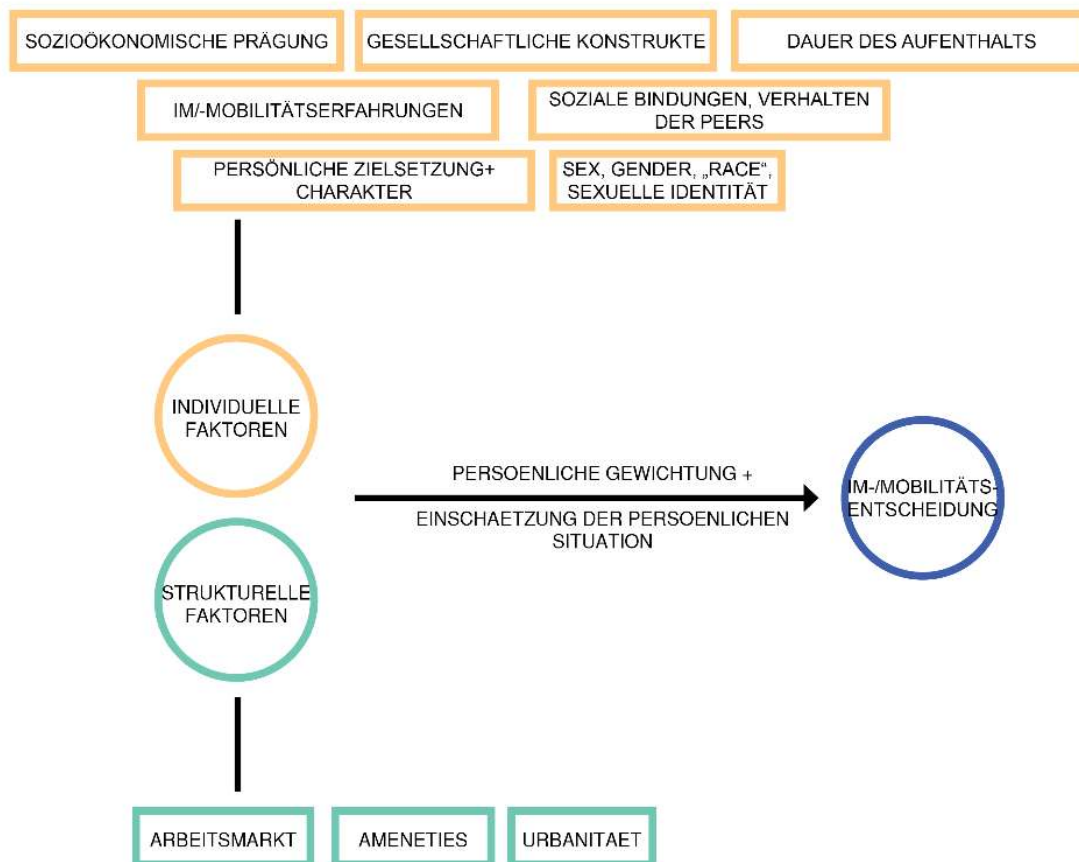 SOZIOÖKONOMISCHE PRÄGUNG
GESELLSCHAFTLICHE KONSTRUKTE
DAUER DES AUFENTHALTS
IM/-MOBILITÄTSERFAHRUNGEN
SOZIALE BINDUNGEN, VERHALTEN
DER PEERS
PERSÖNLICHE ZIELSETZUNG+
CHARAKTER
SEX, GENDER, „RACE“,
SEXUELLE IDENTITÄT
INDIVIDUELLE
FAKTOREN
PERSOENLICHE GEWICHTUNG +
EINSCHAETZUNG DER PERSOENLICHEN
SITUATION
IM-/MOBILITÄTS-
ENTSCHEIDUNG
STRUKTURELLE
FAKTOREN
ARBEITSMARKT
AMENETIES
URBANITAET